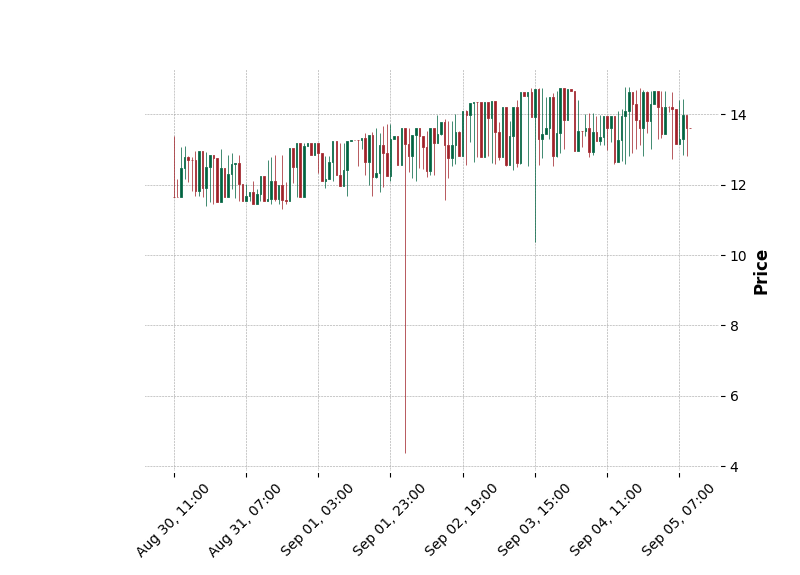 14
12
10
8
6
4
Price
Aug 30, 11:00
Aug 31, 07:00
Sep 01, 03:00
Sep 01, 23:00
Sep 02, 19:00
Sep 03, 15:00
Sep 04, 11:00
Sep 05, 07:00